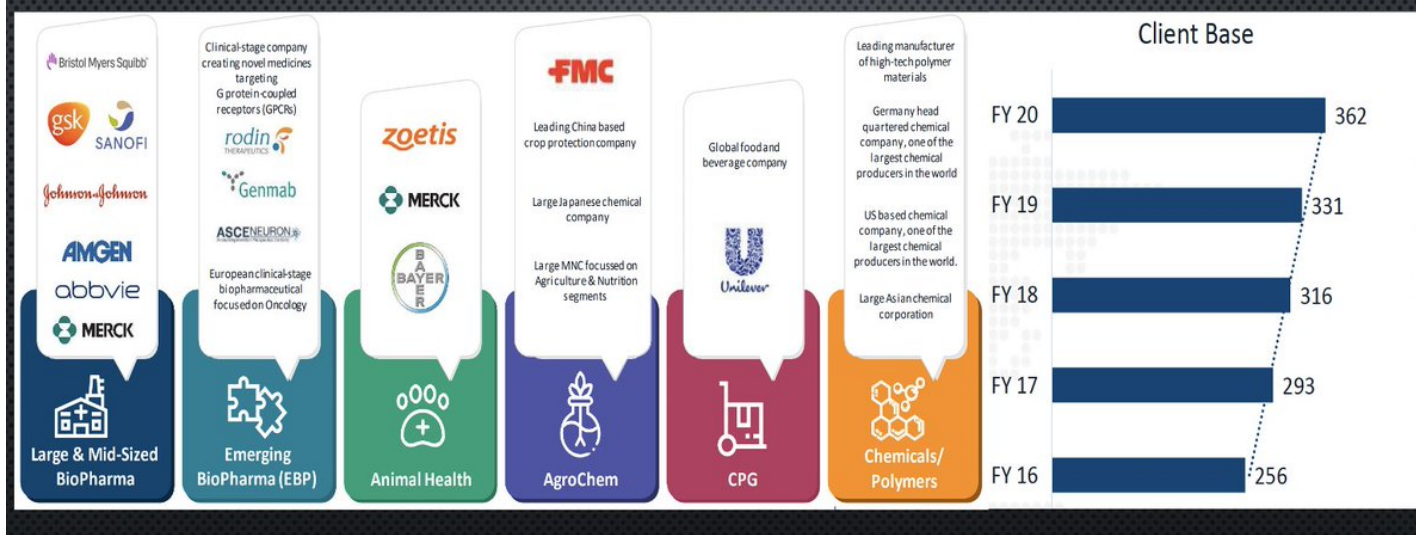 Bristol Myers Squibb
gsk
SANOFI
Johnson & Johnson
AMGEN
abbvie
MERCK
Large & Mid-Sized
BioPharma
Clinical-stage company
creating novel medicines
targeting
G protein-coupled
receptors (GPCRs)
rodin
THERAPEUTICS
Genmab
ASCENEURON
European clinical-stage
biopharmaceutical
focused on Oncology
Emerging
BioPharma (EBP)
zoetis
MERCK
BAYER
BAYER
Animal Health
FMC
Leading China based
crop protection company
Large Japanese chemical
company
Large MNC focussed on
Agriculture & Nutrition
segments
AgroChem
Global food and
beverage company
Unilever
CPG
Leading manufacturer
of high-tech polymer
materials
Germany head
quartered chemical
company, one of the
largest chemical
producers in the world
US based chemical
company, one of the
largest chemical
producers in the world.
Large Asian chemical
corporation
Chemicals/
Polymers
Client Base
FY 20 362
FY 19 331
FY 18 316
FY 17 293
FY 16 256